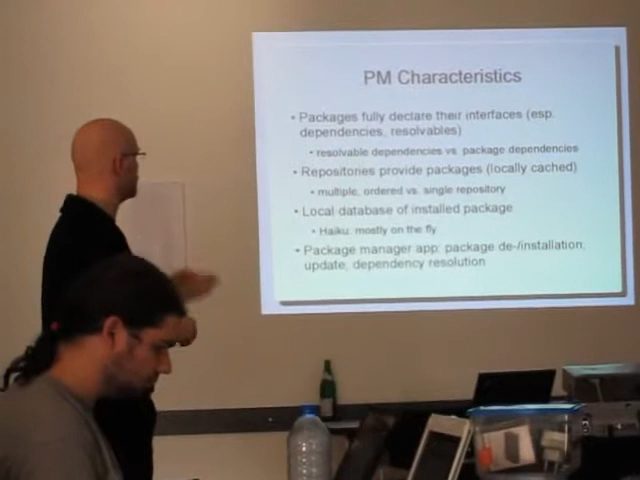 PM Characteristics
• Packages fully declare their interfaces (esp.
dependencies, resolvables)
• resolvable dependencies vs. package dependencies
• Repositories provide packages (locally cached)
• multiple, ordered vs. single repository
• Local database of installed package
• Haiku: mostly on the fly
• Package manager app: package de-/installation,
update, dependency resolution